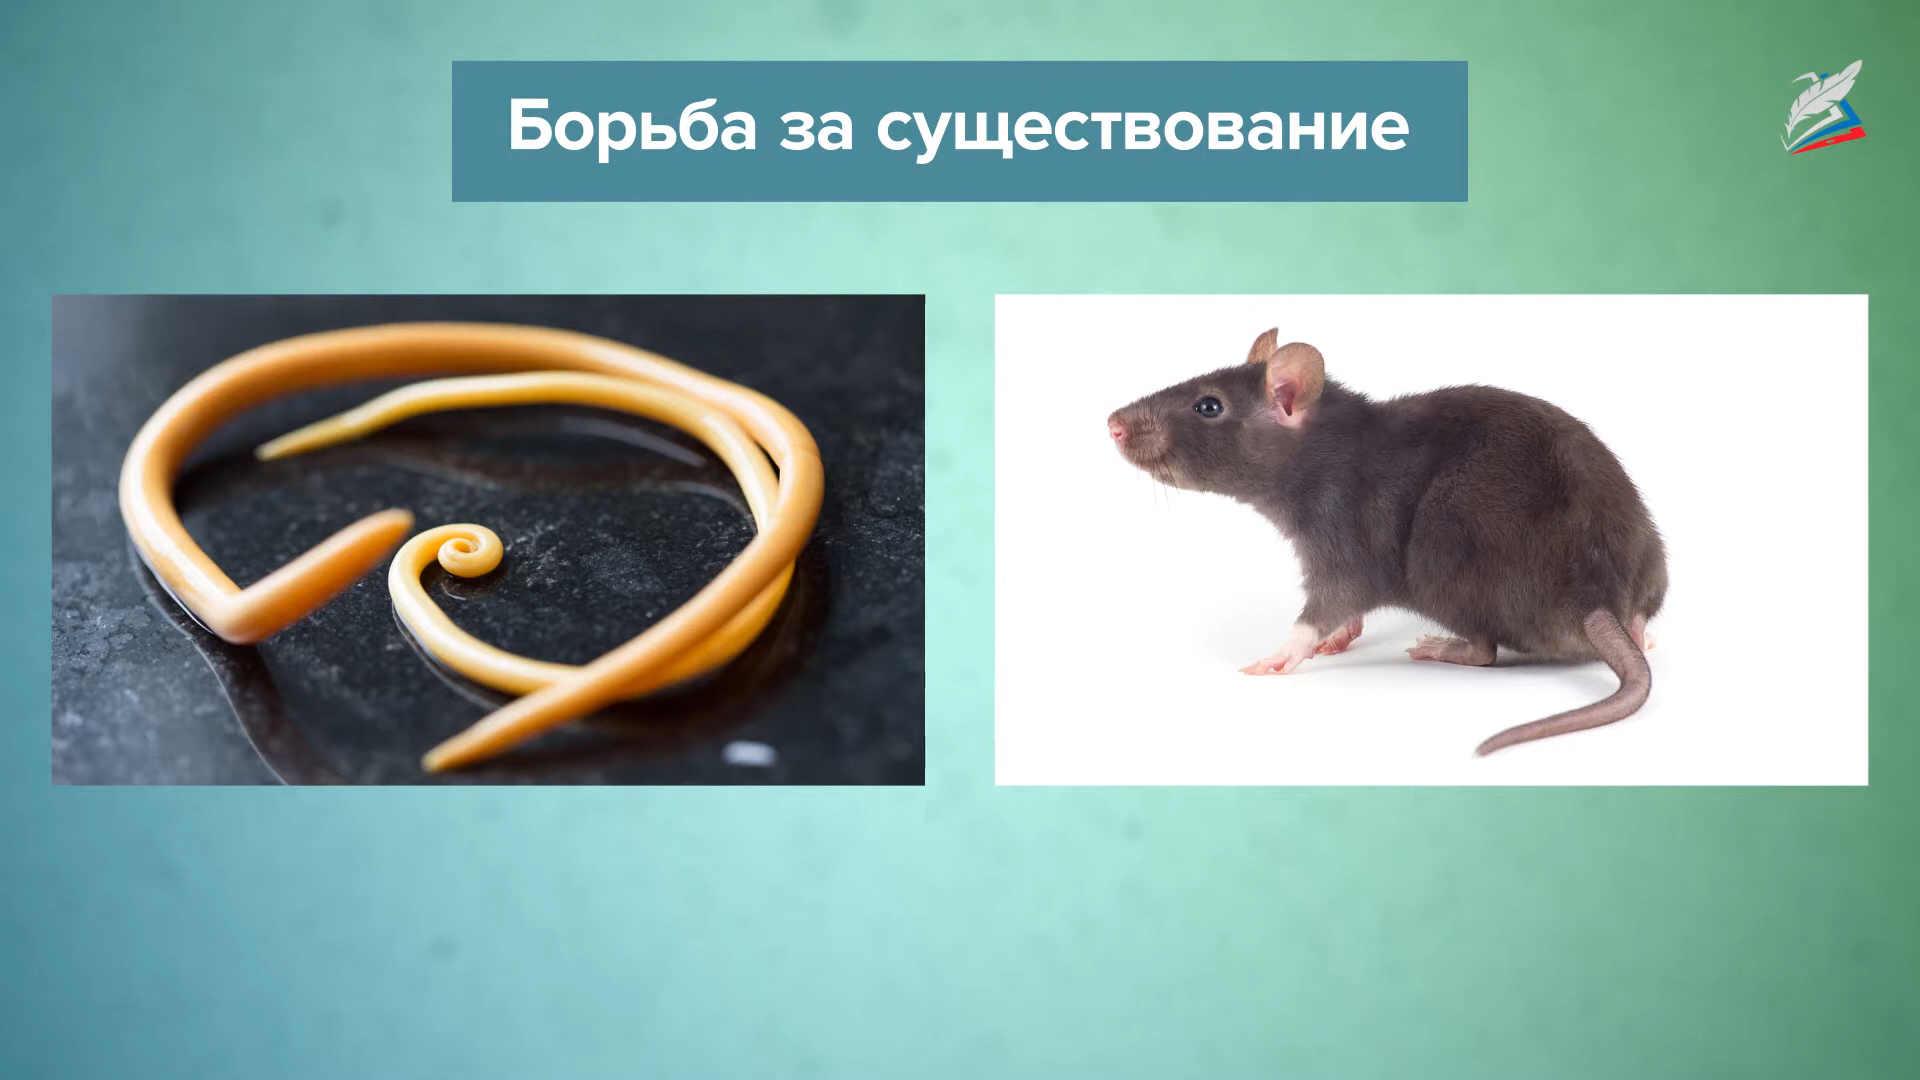 Борьба за существование